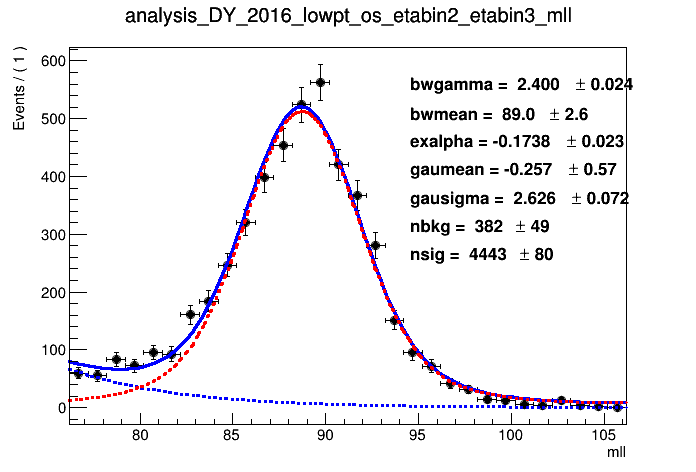 analysis_DY_2016_lowpt_os_etabin2_etabin3_mll
Events / ( 1 )
600
500
400
300
200
100
0
bwgamma = 2.400 ± 0.024
bwmean = 89.0 ± 2.6
exalpha = -0.1738 ± 0.023
gaumean = -0.257 ± 0.57
gausigma = 2.626 ± 0.072
nbkg = 382 ± 49
nsig = 4443 ± 80
80 85 90 95 100 105
mll